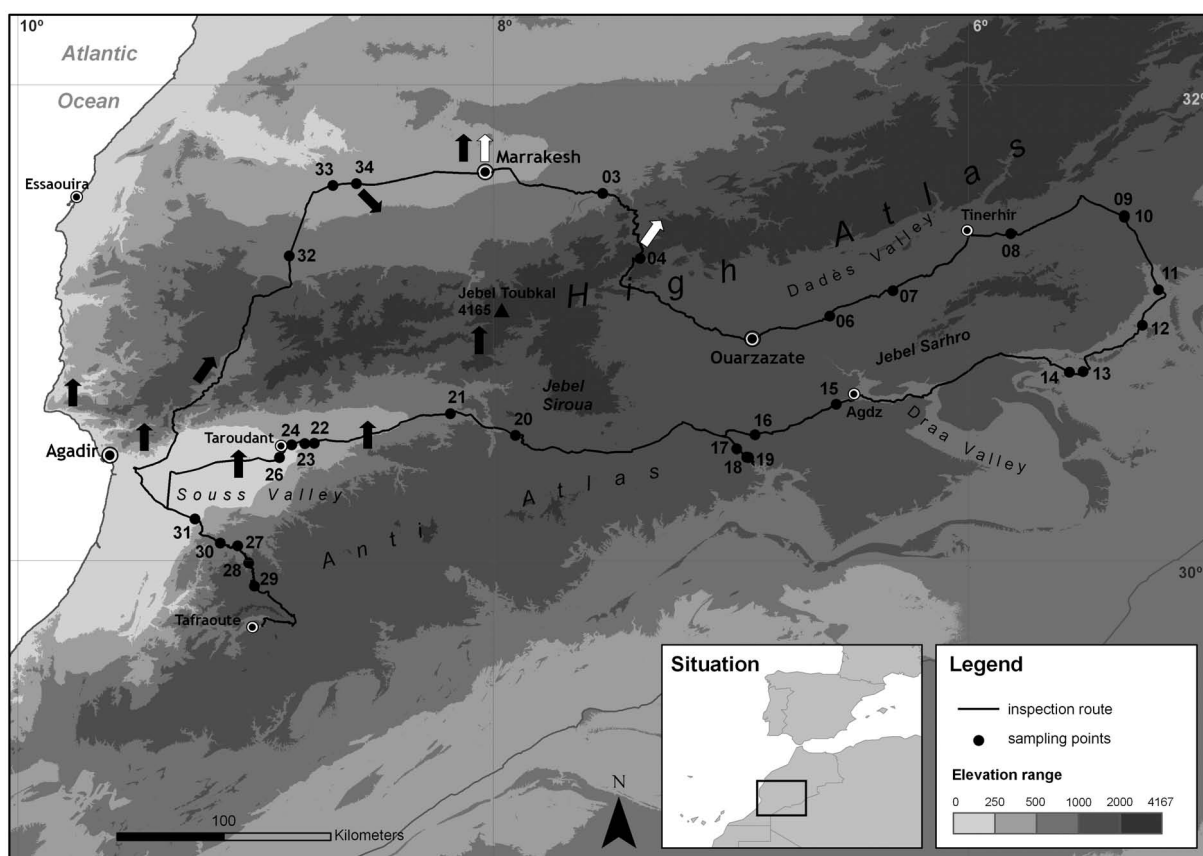 10º
8º
6º
Atlantic
Ocean
32º
Marrakesh
33
34
03
Essaouira
High Atlas
Tinerhir
09
10
08
32
04
Dadès Valley
11
Jebel Toubkal
4165
07
06
12
Ouarzazate
Jebel Sarhro
14
13
Jebel
Siroua
15
Agdz
21
20
16
Draa Valley
Taroudant
24
22
23
26
17
18
19
Agadir
Souss Valley
Anti Atlas
31
30
27
28
29
30º
Tafraoute
Situation
Legend
inspection route
sampling points
Elevation range
0 250 500 1000 2000 4167
N
100
Kilometers